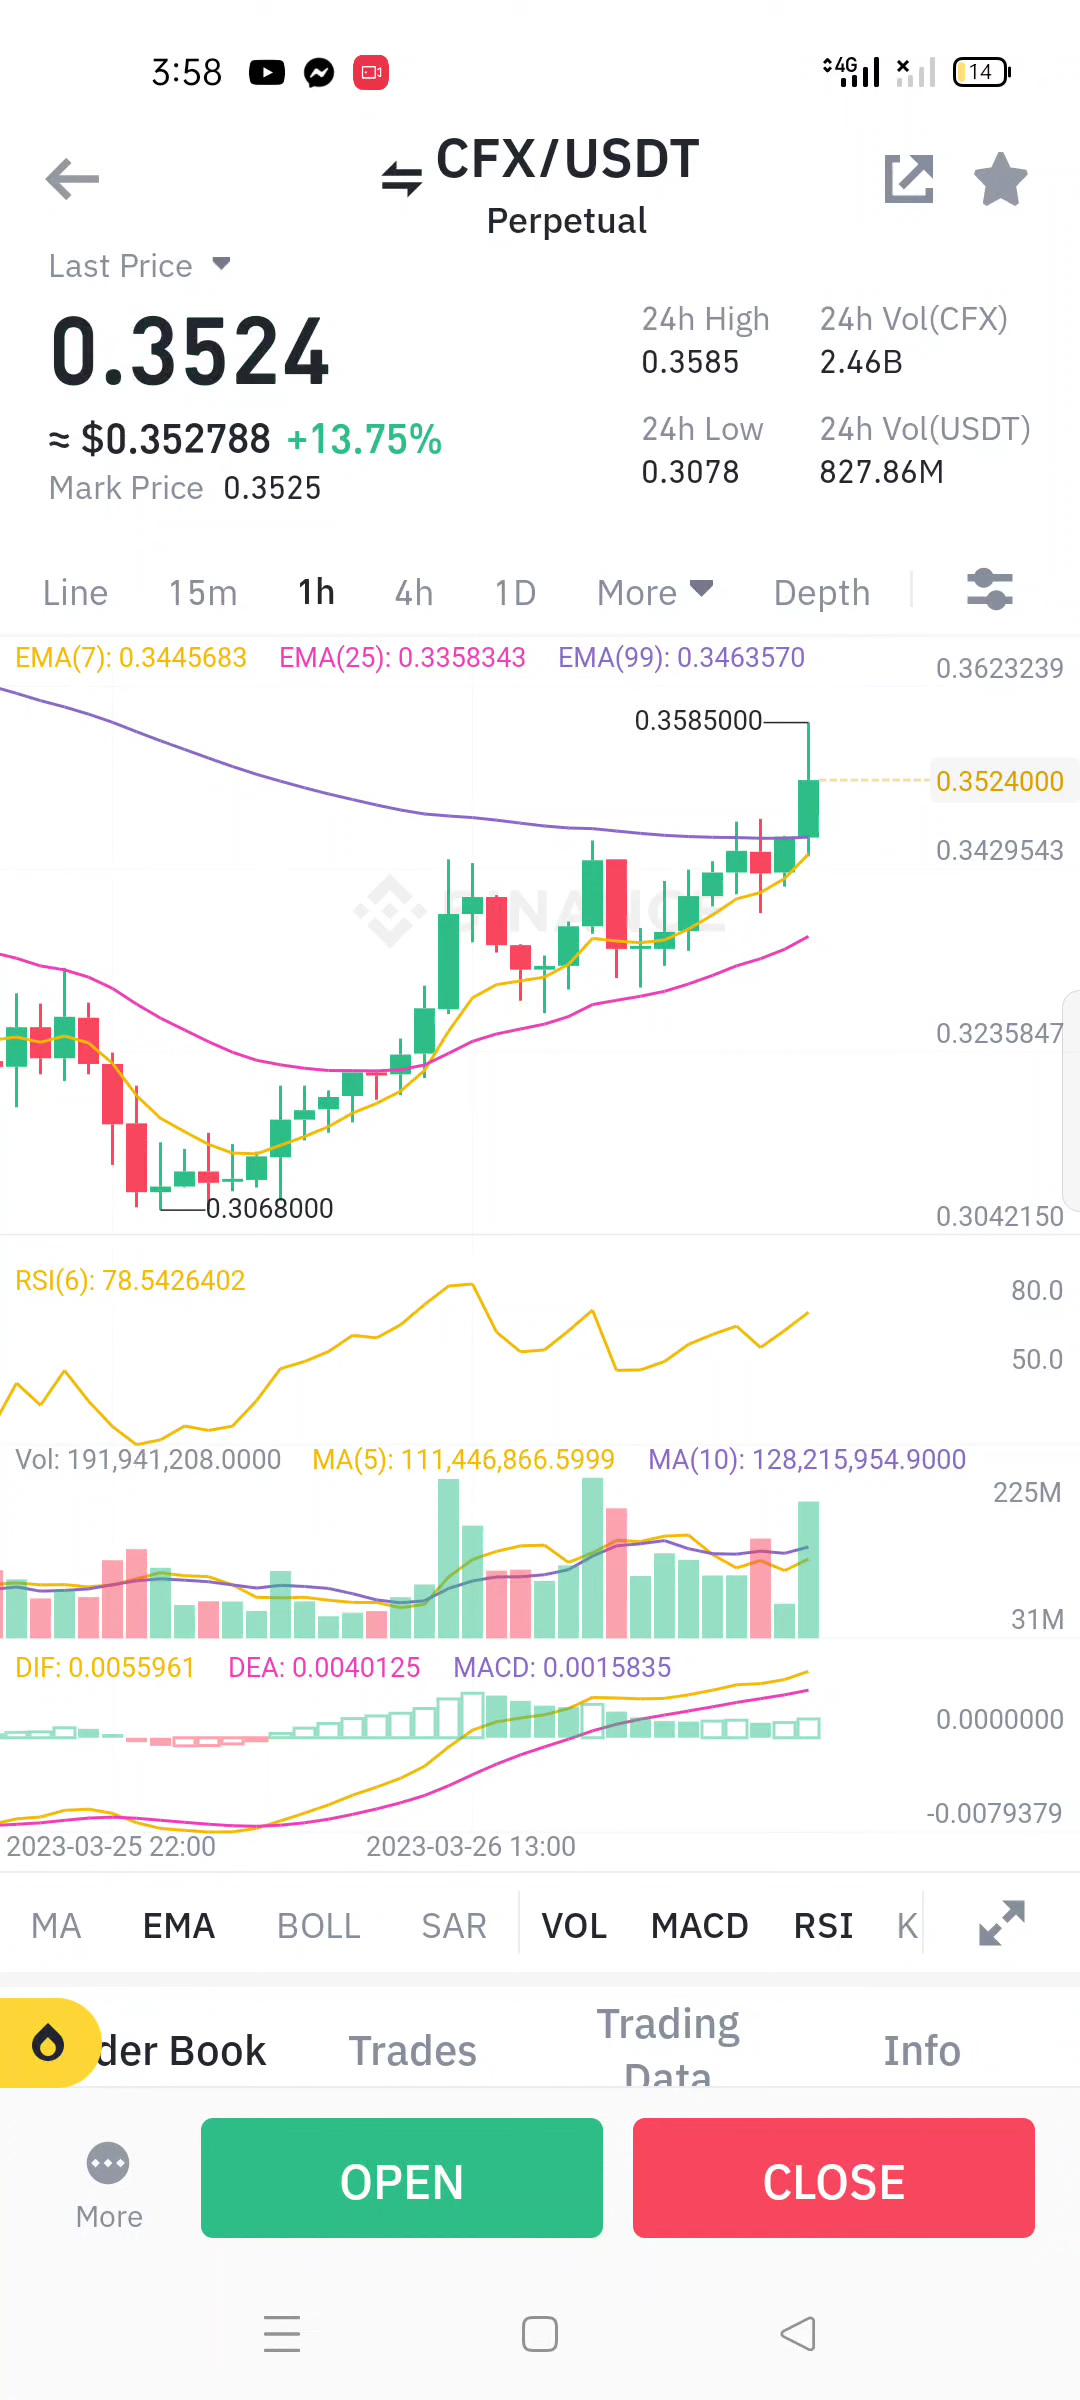 3:58
4G
14
CFX/USDT
Perpetual
Last Price
0.3524
≈ $0.352788 +13.75%
Mark Price 0.3525
24h High
0.3585
24h Vol(CFX)
2.46B
24h Low
0.3078
24h Vol(USDT)
827.86M
Line 15m 1h 4h 1D More Depth
EMA(7): 0.3445683 EMA(25): 0.3358343 EMA(99): 0.3463570
0.3623239
0.3585000
0.3524000
0.3429543
BINANCE
0.3235847
0.3068000
0.3042150
RSI(6): 78.5426402
80.0
50.0
Vol: 191,941,208.0000 MA(5): 111,446,866.5999 MA(10): 128,215,954.9000
225M
31M
DIF: 0.0055961 DEA: 0.0040125 MACD: 0.0015835
0.0000000
-0.0079379
2023-03-25 22:00 2023-03-26 13:00
MA EMA BOLL SAR VOL MACD RSI K
der Book Trades Trading Data Info
More
OPEN
CLOSE